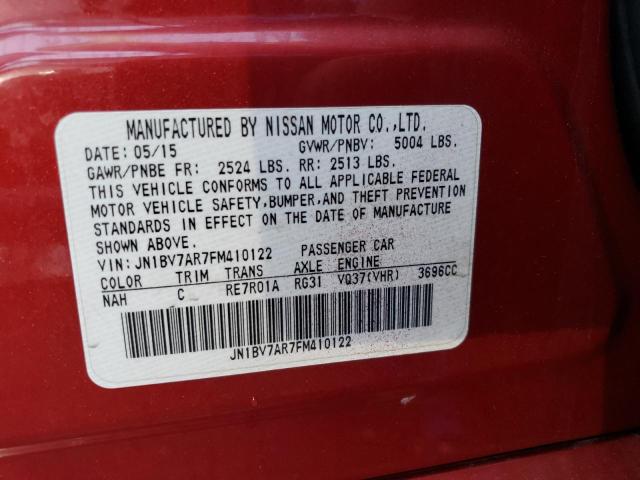 MANUFACTURED BY NISSAN MOTOR CO.,LTD.
DATE: 05/15 GVWR/PNBV: 5004 LBS.
GAWR/PNBE FR: 2524 LBS. RR: 2513 LBS.
THIS VEHICLE CONFORMS TO ALL APPLICABLE FEDERAL
MOTOR VEHICLE SAFETY,BUMPER,AND THEFT PREVENTION
STANDARDS IN EFFECT ON THE DATE OF MANUFACTURE
SHOWN ABOVE.
VIN: JN1BV7AR7FM410122 PASSENGER CAR
COLOR TRIM TRANS AXLE ENGINE
NAH C RE7R01A RG31 VQ37(VHR) 3696CC
JN1BV7AR7FM410122